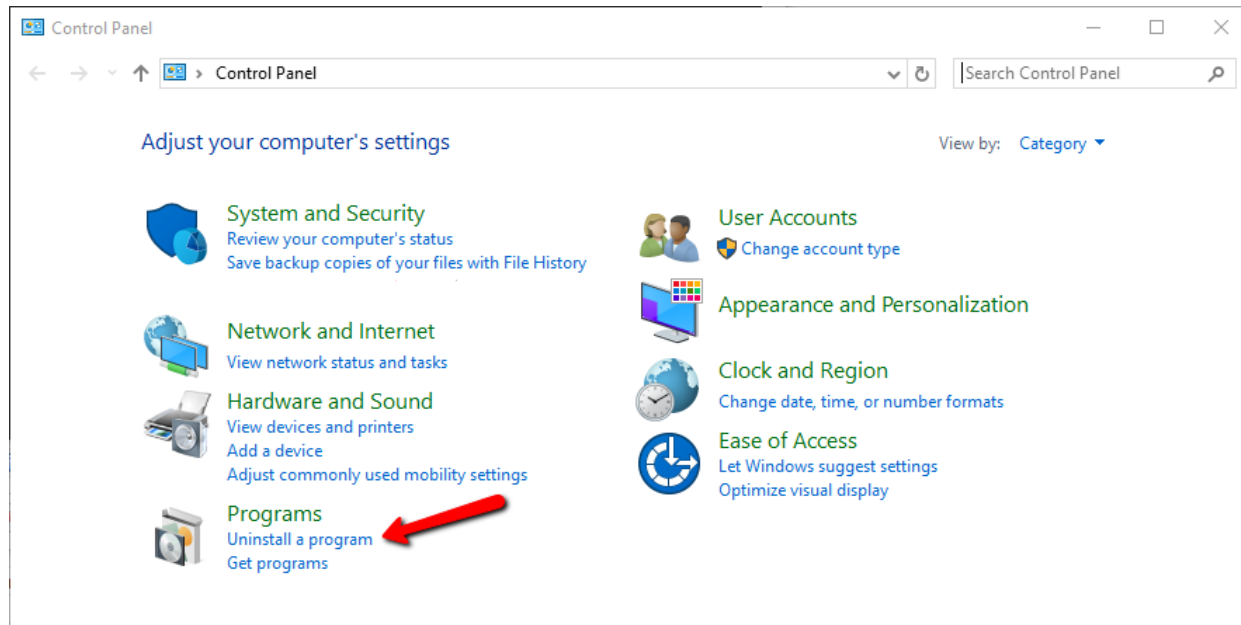 Control Panel
Control Panel
Search Control Panel
Adjust your computer's settings
View by: Category
System and Security
Review your computer's status
Save backup copies of your files with File History
Network and Internet
View network status and tasks
Hardware and Sound
View devices and printers
Add a device
Adjust commonly used mobility settings
Programs
Uninstall a program
Get programs
User Accounts
Change account type
Appearance and Personalization
Clock and Region
Change date, time, or number formats
Ease of Access
Let Windows suggest settings
Optimize visual display